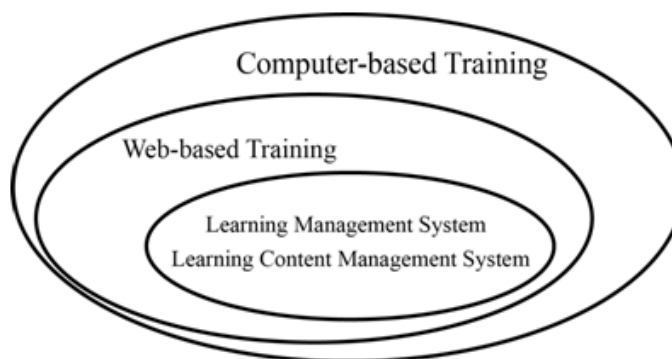 Computer-based Training
Web-based Training
Learning Management System
Learning Content Management System